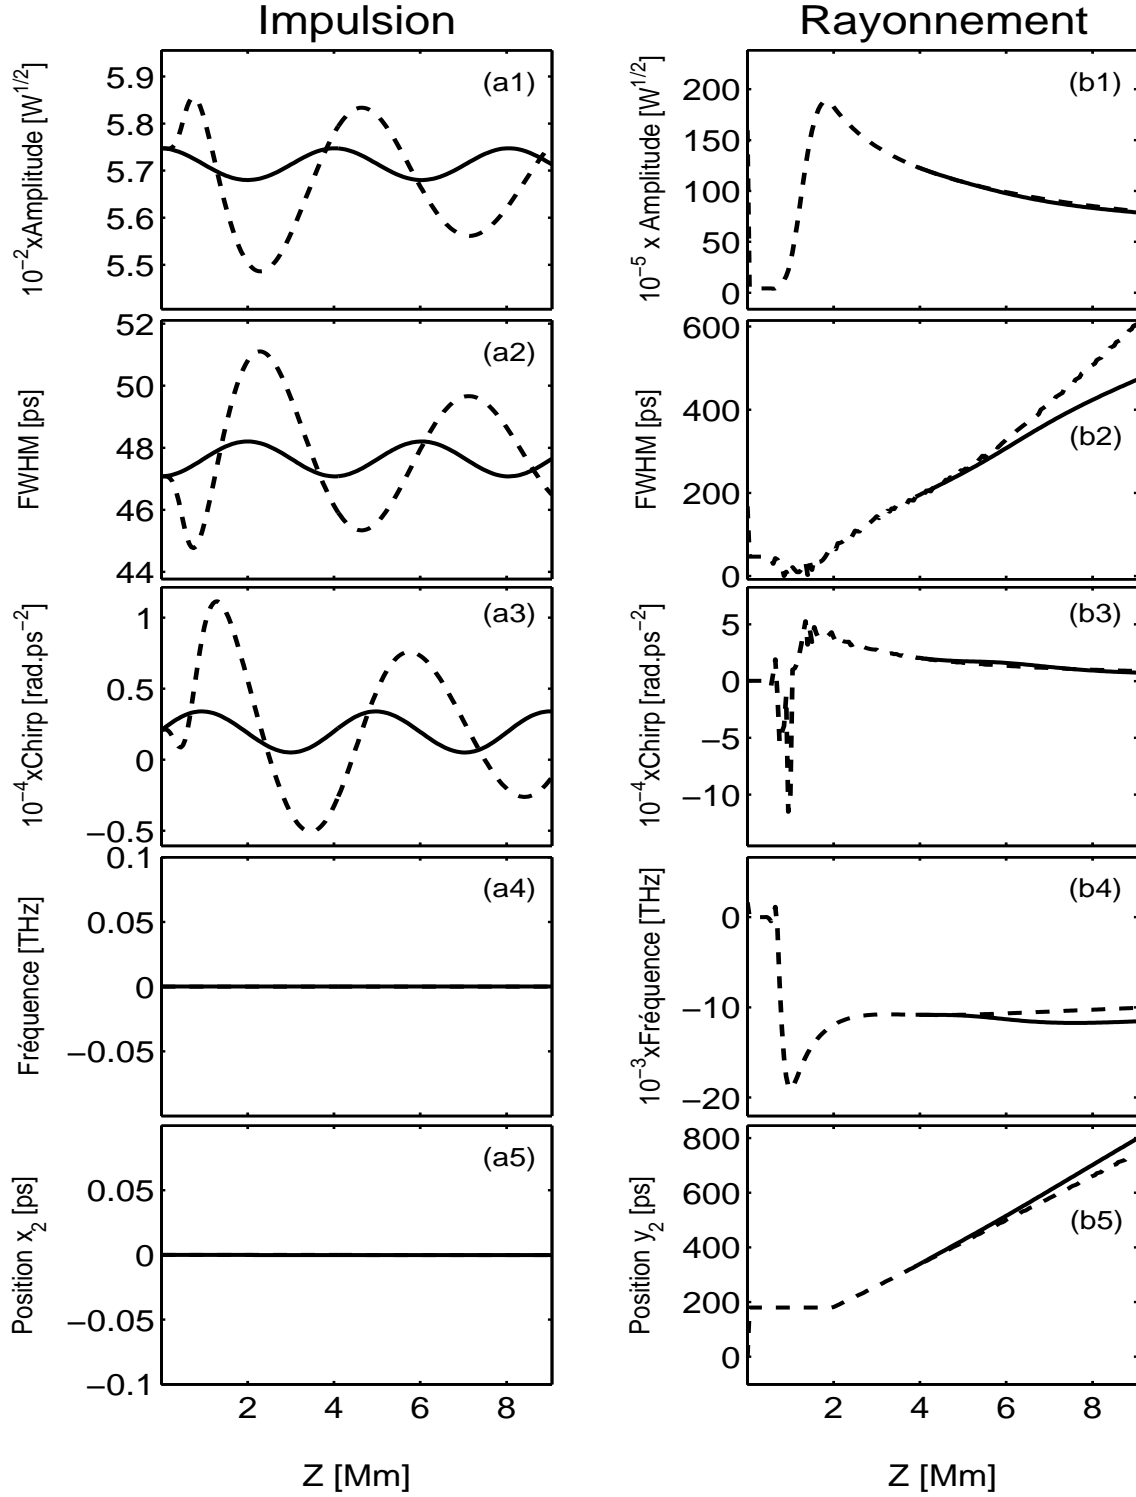 Impulsion
Rayonnement
10−2xAmplitude [W1/2]
5.9
5.8
5.7
5.6
5.5
(a1)
10−5 x Amplitude [W1/2]
200
150
100
50
0
(b1)
FWHM [ps]
52
50
48
46
44
(a2)
FWHM [ps]
600
400
200
0
(b2)
10−4xChirp [rad.ps−2]
1
0.5
0
−0.5
(a3)
10−4xChirp [rad.ps−2]
5
0
−5
−10
(b3)
Fréquence [THz]
0.1
0.05
0
−0.05
(a4)
10−3xFréquence [THz]
0
−10
−20
(b4)
Position x2 [ps]
0.05
0
−0.05
−0.1
(a5)
Position y2 [ps]
800
600
400
200
0
(b5)
2 4 6 8
2 4 6 8
Z [Mm]
Z [Mm]